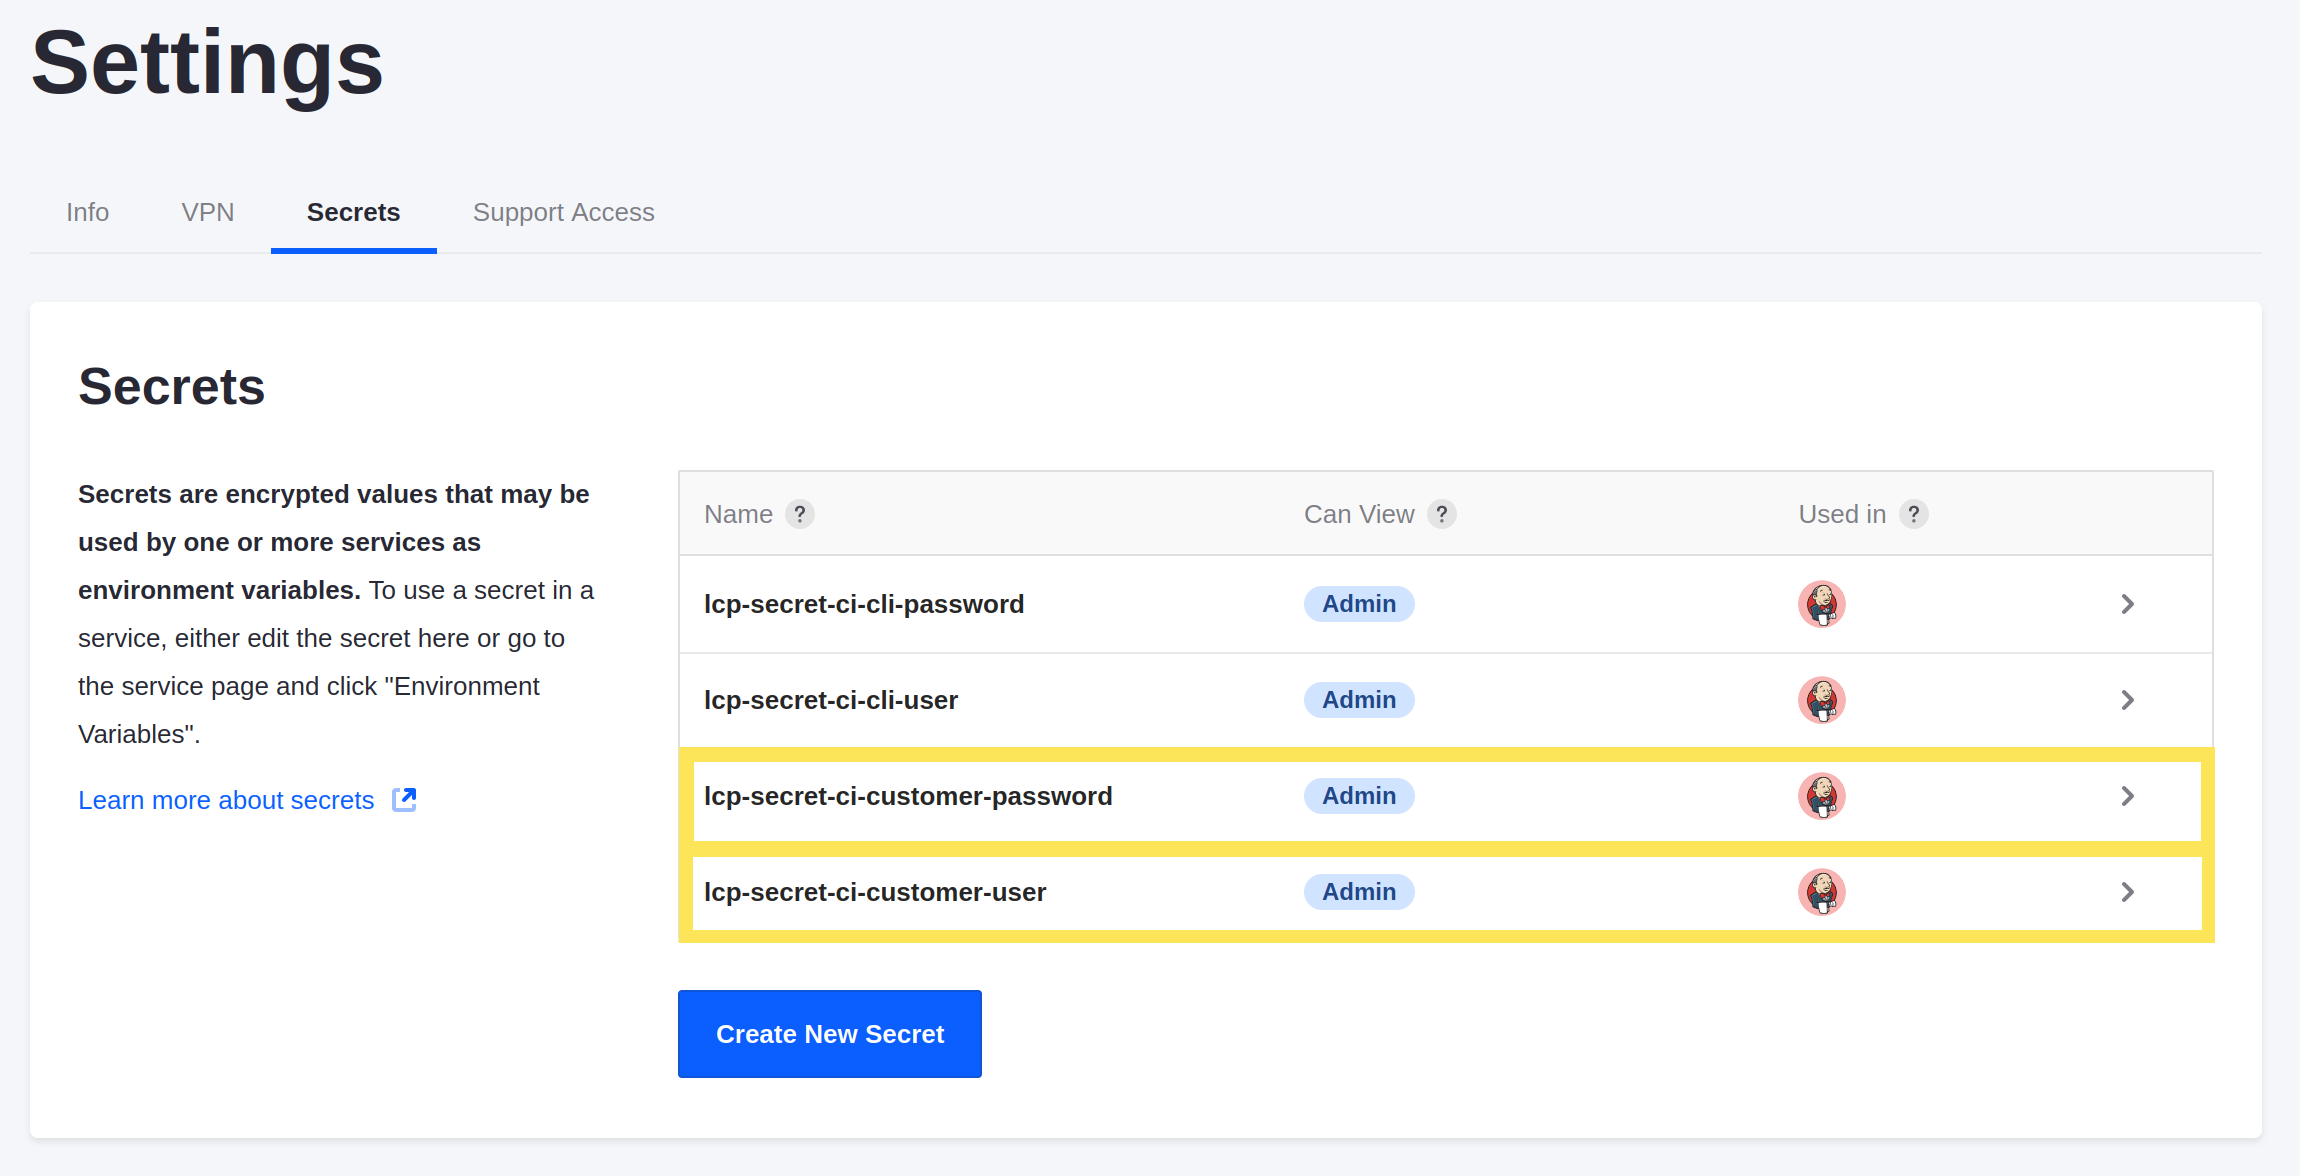 Settings
Info VPN Secrets Support Access
Secrets
Secrets are encrypted values that may be
used by one or more services as
environment variables. To use a secret in a
service, either edit the secret here or go to
the service page and click "Environment
Variables".
Learn more about secrets
Name ? Can View ? Used in ?
lcp-secret-ci-cli-password Admin
lcp-secret-ci-cli-user Admin
lcp-secret-ci-customer-password Admin
lcp-secret-ci-customer-user Admin
Create New Secret